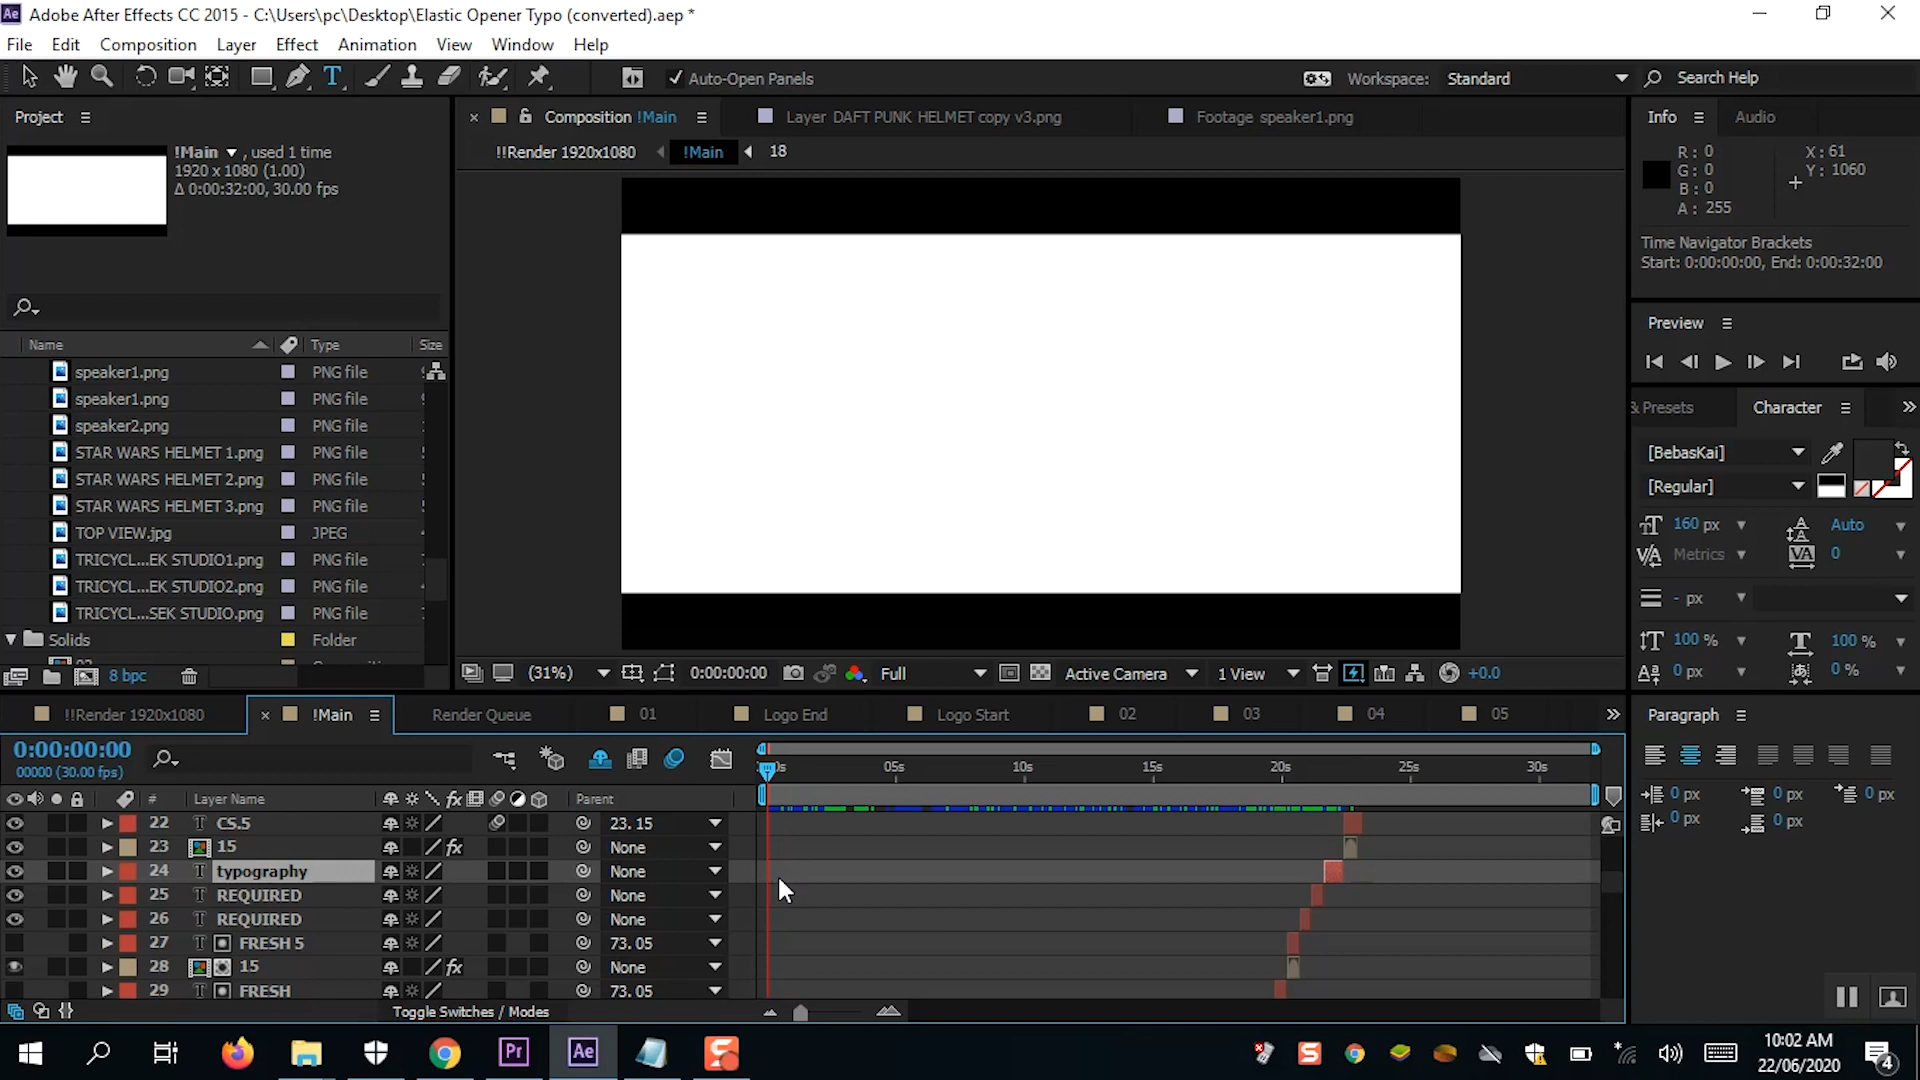 Ae Adobe After Effects CC 2015 - C:\Users\pc\Desktop\Elastic Opener Typo (converted).aep *
File Edit Composition Layer Effect Animation View Window Help
Auto-Open Panels Workspace: Standard Search Help
Project
!Main , used 1 time
1920 x 1080 (1.00)
Δ 0:00:32:00, 30.00 fps
Name Type Size
speaker1.png PNG file
speaker1.png PNG file
speaker2.png PNG file
STAR WARS HELMET 1.png PNG file
STAR WARS HELMET 2.png PNG file
STAR WARS HELMET 3.png PNG file
TOP VIEW.jpg JPEG
TRICYCL...EK STUDIO1.png PNG file
TRICYCL...EK STUDIO2.png PNG file
TRICYCL...SEK STUDIO.png PNG file
Solids Folder
8 bpc
Composition !Main Layer DAFT PUNK HELMET copy v3.png Footage speaker1.png
!!Render 1920x1080 !Main 18
(31%) 0:00:00:00 Full Active Camera 1 View +0.0
Info Audio
R: 0 X: 61
G: 0 Y: 1060
B: 0
A: 255
Time Navigator Brackets
Start: 0:00:00:00, End: 0:00:32:00
Preview
& Presets Character
[BebasKai]
[Regular]
160 px Auto
Metrics 0
- px
100 % 100 %
0 px 0 %
Paragraph
0 px 0 px 0 px
0 px 0 px
!!Render 1920x1080 !Main Render Queue 01 Logo End Logo Start 02 03 04 05
0:00:00:00
00000 (30.00 fps)
05s 10s 15s 20s 25s 30s
# Layer Name fx Parent
22 T CS.5 23. 15
23 15 fx None
24 T typography None
25 T REQUIRED None
26 T REQUIRED None
27 T FRESH 5 73. 05
28 15 fx None
29 T FRESH 73. 05
Toggle Switches / Modes
Pr Ae S S
10:02 AM
22/06/2020
4